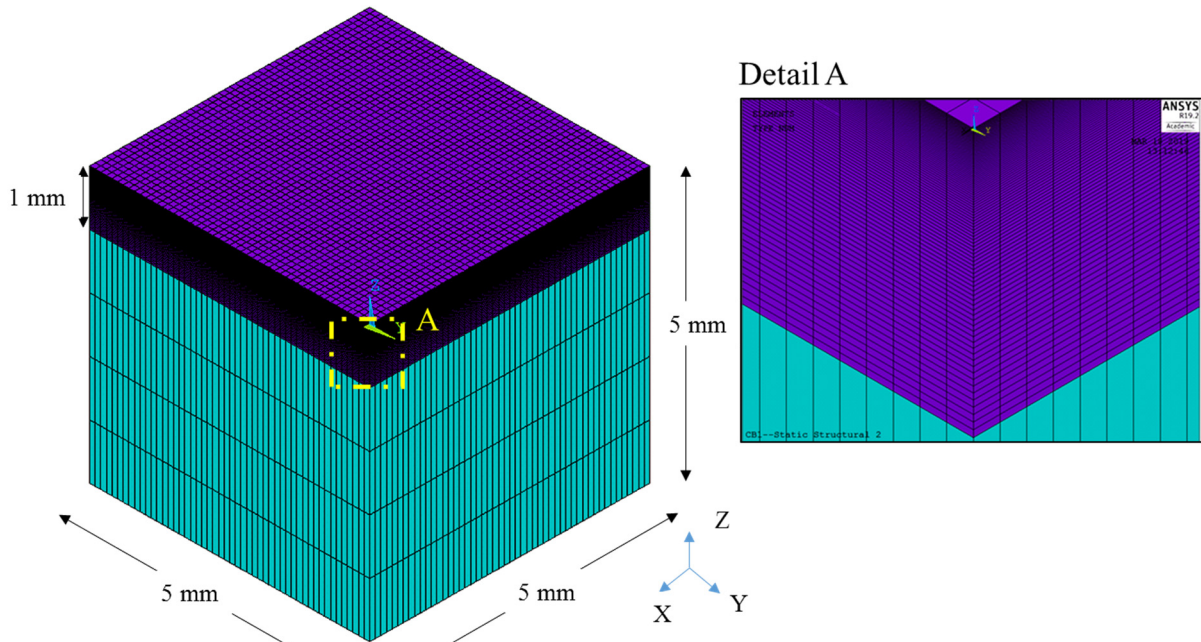 Detail A
ANSYS
R19.2
Academic
ELEMENTS
1 mm
Z
A
5 mm
CB1--Static Structural 2
Z
X
Y
5 mm
5 mm